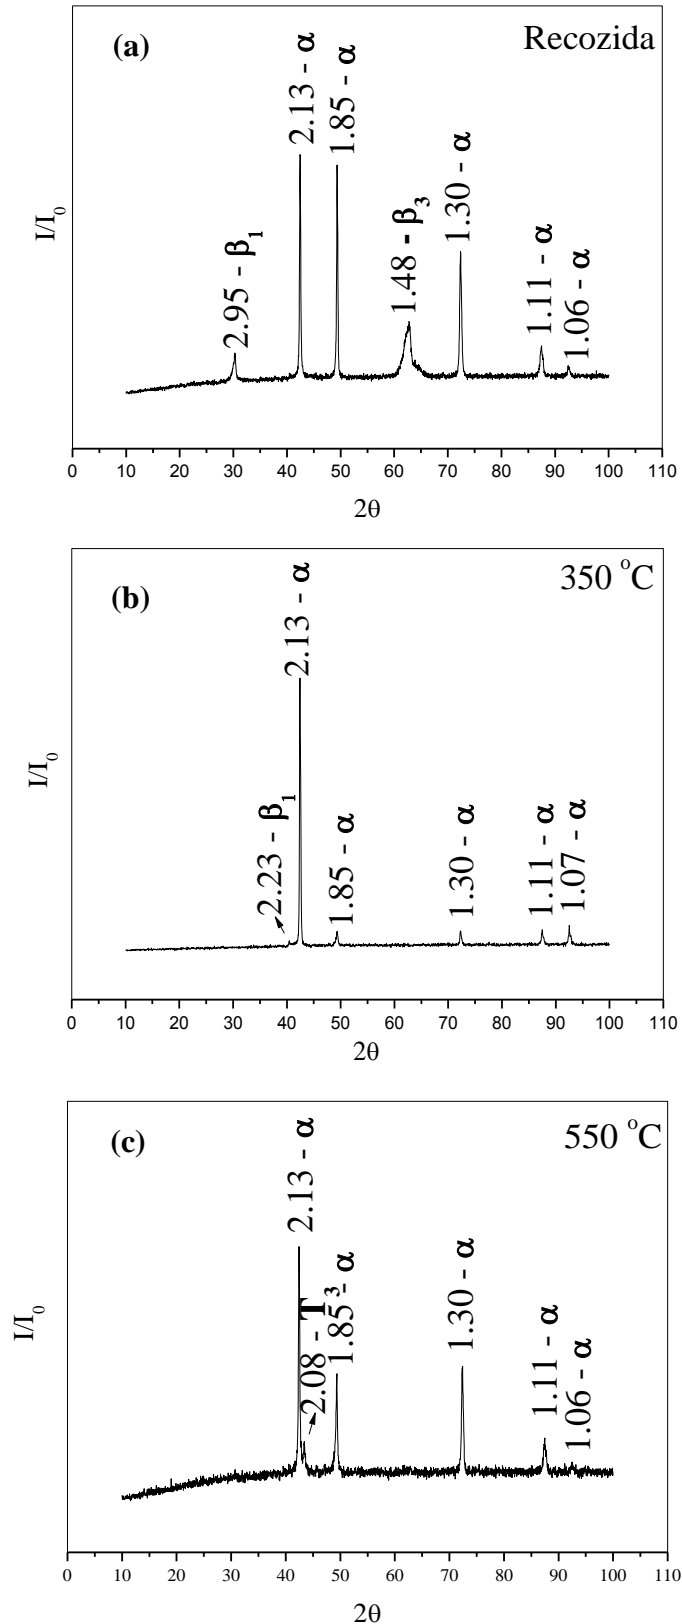 (a)
Recozida
I/I₀
2.95 - β₁
2.13 - α
1.85 - α
1.48 - β₃
1.30 - α
1.11 - α
1.06 - α
0 10 20 30 40 50 60 70 80 90 100 110
2θ
(b)
350 °C
I/I₀
2.23 - β₁
2.13 - α
1.85 - α
1.30 - α
1.11 - α
1.07 - α
0 10 20 30 40 50 60 70 80 90 100 110
2θ
(c)
550 °C
I/I₀
2.13 - α
2.08 - T³
1.85 - α
1.30 - α
1.11 - α
1.06 - α
0 10 20 30 40 50 60 70 80 90 100 110
2θ